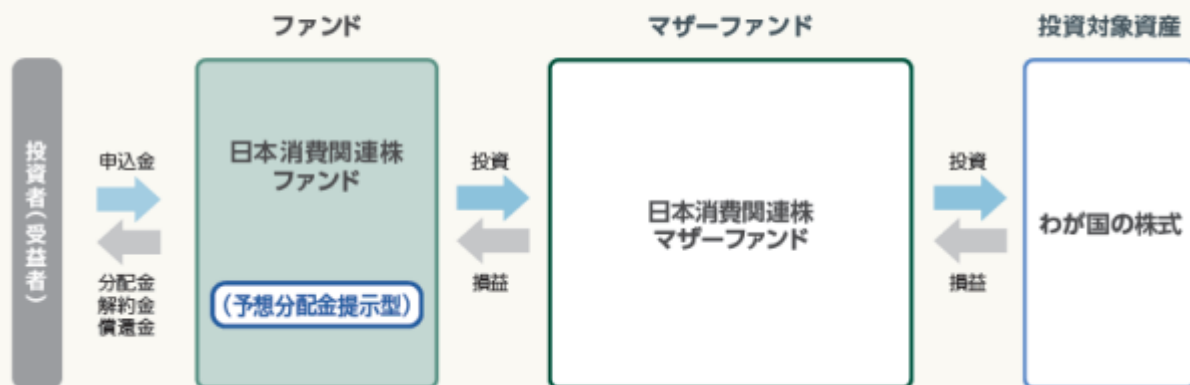 ファンド
マザーファンド
投資対象資産
投資者(受益者)
申込金
分配金
解約金
償還金
日本消費関連株
ファンド
(予想分配金提示型)
投資
損益
日本消費関連株
マザーファンド
投資
損益
わが国の株式